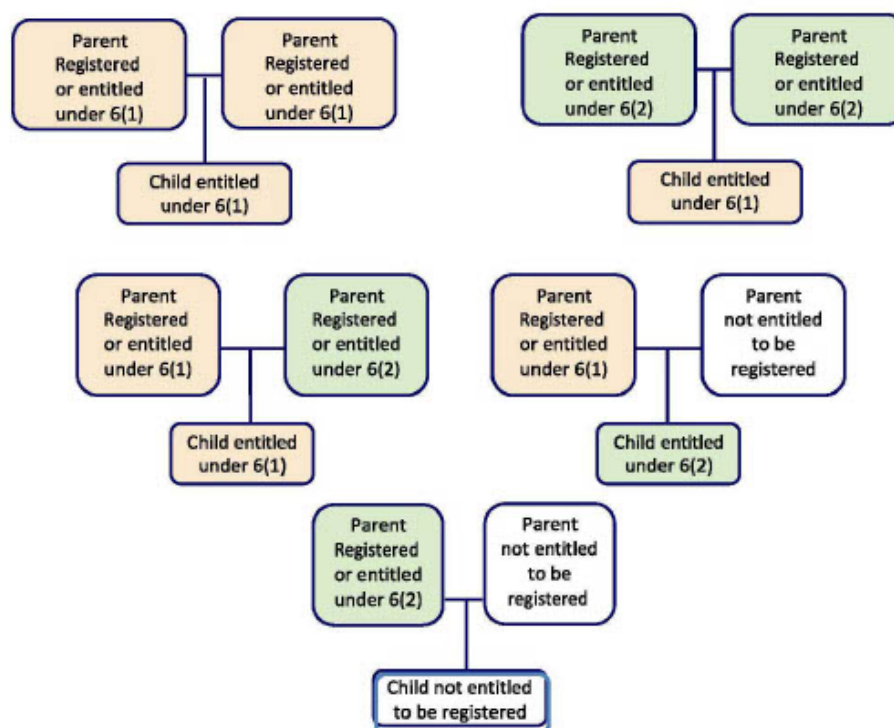 Parent
Registered
or entitled
under 6(1)
Parent
Registered
or entitled
under 6(1)
Child entitled
under 6(1)
Parent
Registered
or entitled
under 6(2)
Parent
Registered
or entitled
under 6(2)
Child entitled
under 6(1)
Parent
Registered
or entitled
under 6(1)
Parent
Registered
or entitled
under 6(2)
Child entitled
under 6(1)
Parent
Registered
or entitled
under 6(1)
Parent
not entitled
to be
registered
Child entitled
under 6(2)
Parent
Registered
or entitled
under 6(2)
Parent
not entitled
to be
registered
Child not entitled
to be registered